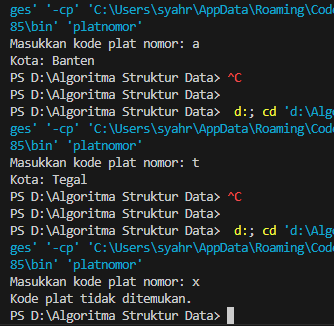 ges' '-cp' 'C:\Users\syahr\AppData\Roaming\Cod
85\bin' 'platnomor'
Masukkan kode plat nomor: a
Kota: Banten
PS D:\Algoritma Struktur Data> ^C
PS D:\Algoritma Struktur Data>
PS D:\Algoritma Struktur Data>  d:; cd 'd:\Alg
ges' '-cp' 'C:\Users\syahr\AppData\Roaming\Cod
85\bin' 'platnomor'
Masukkan kode plat nomor: t
Kota: Tegal
PS D:\Algoritma Struktur Data> ^C
PS D:\Algoritma Struktur Data>
PS D:\Algoritma Struktur Data>  d:; cd 'd:\Alg
ges' '-cp' 'C:\Users\syahr\AppData\Roaming\Cod
85\bin' 'platnomor'
Masukkan kode plat nomor: x
Kode plat tidak ditemukan.
PS D:\Algoritma Struktur Data>